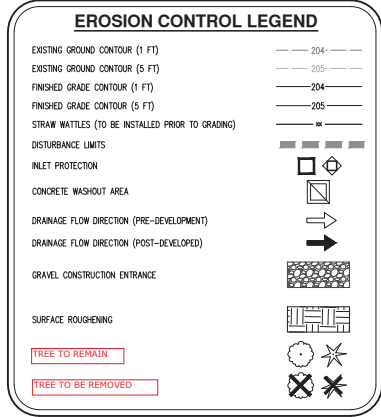 EROSION CONTROL LEGEND
EXISTING GROUND CONTOUR (1 FT) 204
EXISTING GROUND CONTOUR (5 FT) 205
FINISHED GRADE CONTOUR (1 FT) 204
FINISHED GRADE CONTOUR (5 FT) 205
STRAW WATTLES (TO BE INSTALLED PRIOR TO GRADING) xx
DISTURBANCE LIMITS
INLET PROTECTION
CONCRETE WASHOUT AREA
DRAINAGE FLOW DIRECTION (PRE-DEVELOPMENT)
DRAINAGE FLOW DIRECTION (POST-DEVELOPED)
GRAVEL CONSTRUCTION ENTRANCE
SURFACE ROUGHENING
TREE TO REMAIN
TREE TO BE REMOVED